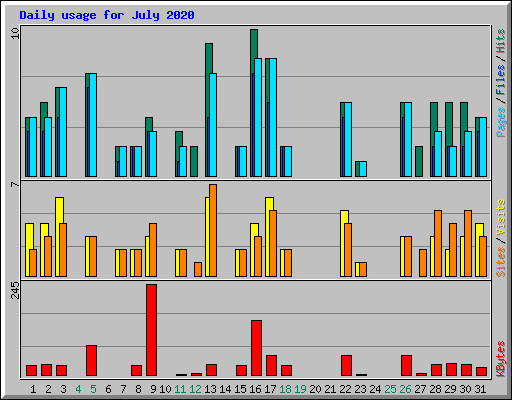 Daily usage for July 2020
10
7
245
Pages / Files / Hits
Sites / Visits
KBytes
1 2 3 4 5 6 7 8 9 10 11 12 13 14 15 16 17 18 19 20 21 22 23 24 25 26 27 28 29 30 31